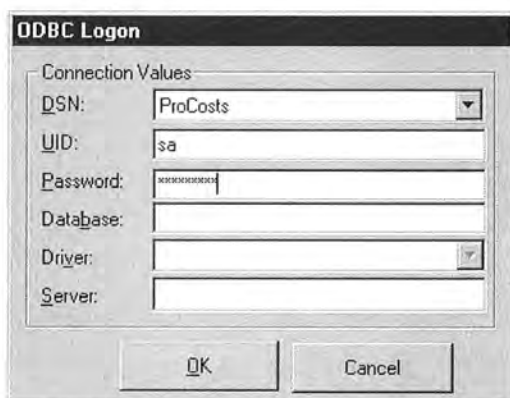 ODBC Logon
Connection Values
DSN: ProCosts
UID: sa
Password: *********
Database:
Driver:
Server:
OK Cancel